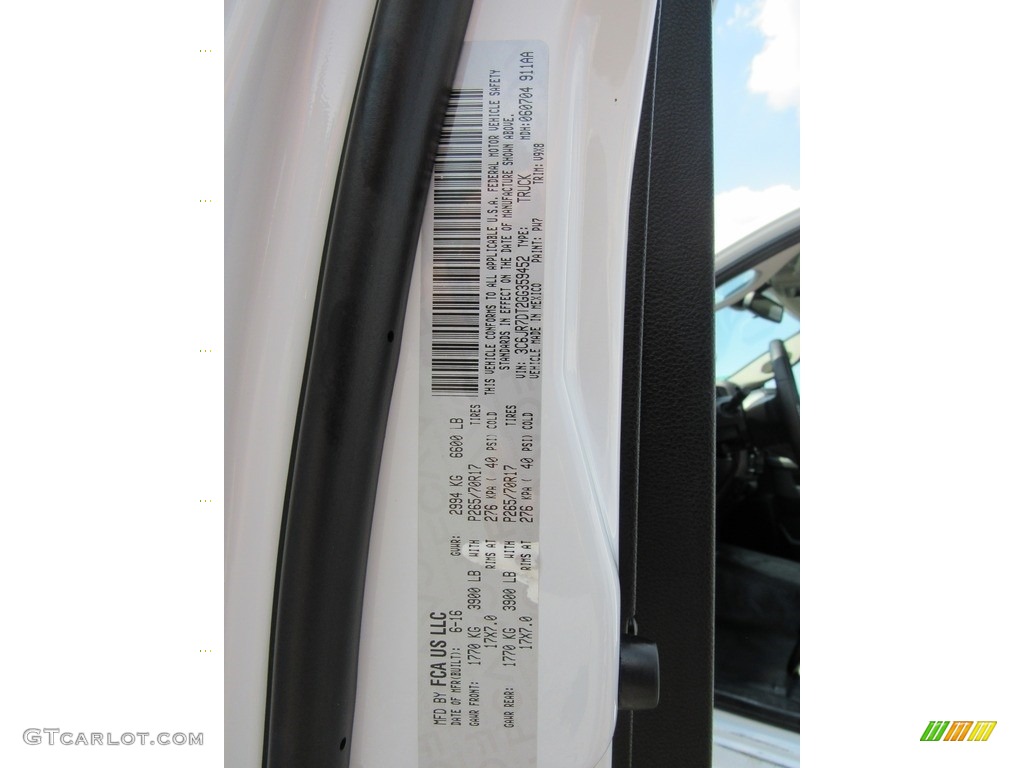 MFD BY FCA US LLC
DATE OF MFR(BUILT): 6-16 GVWR: 2994 KG 6600 LB
GAWR FRONT: 1770 KG 3900 LB WITH P265/70R17 TIRES
17X7.0 RIMS AT 276 KPA ( 40 PSI) COLD
GAWR REAR: 1770 KG 3900 LB WITH P265/70R17 TIRES
17X7.0 RIMS AT 276 KPA ( 40 PSI) COLD
THIS VEHICLE CONFORMS TO ALL APPLICABLE U.S.A. FEDERAL MOTOR VEHICLE SAFETY
STANDARDS IN EFFECT ON THE DATE OF MANUFACTURE SHOWN ABOVE.
VIN: 3C6JR7DT2GG359452 TYPE: TRUCK MDH:060704 911AA
VEHICLE MADE IN MEXICO PAINT: PW7 TRIM: V9X8
GTCARLOT.COM